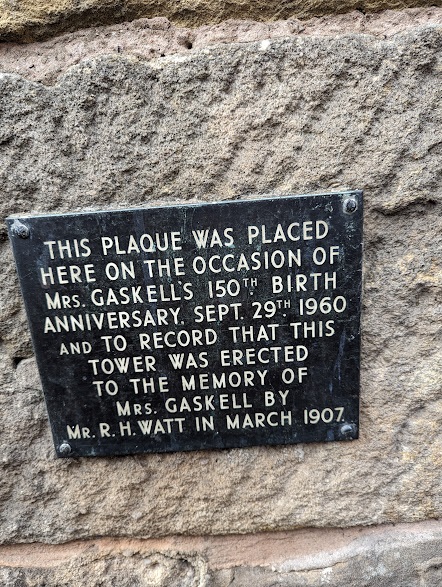 THIS PLAQUE WAS PLACED
HERE ON THE OCCASION OF
MRS. GASKELL'S 150TH BIRTH
ANNIVERSARY, SEPT. 29TH 1960
AND TO RECORD THAT THIS
TOWER WAS ERECTED
TO THE MEMORY OF
MRS. GASKELL BY
MR. R. H. WATT IN MARCH 1907.